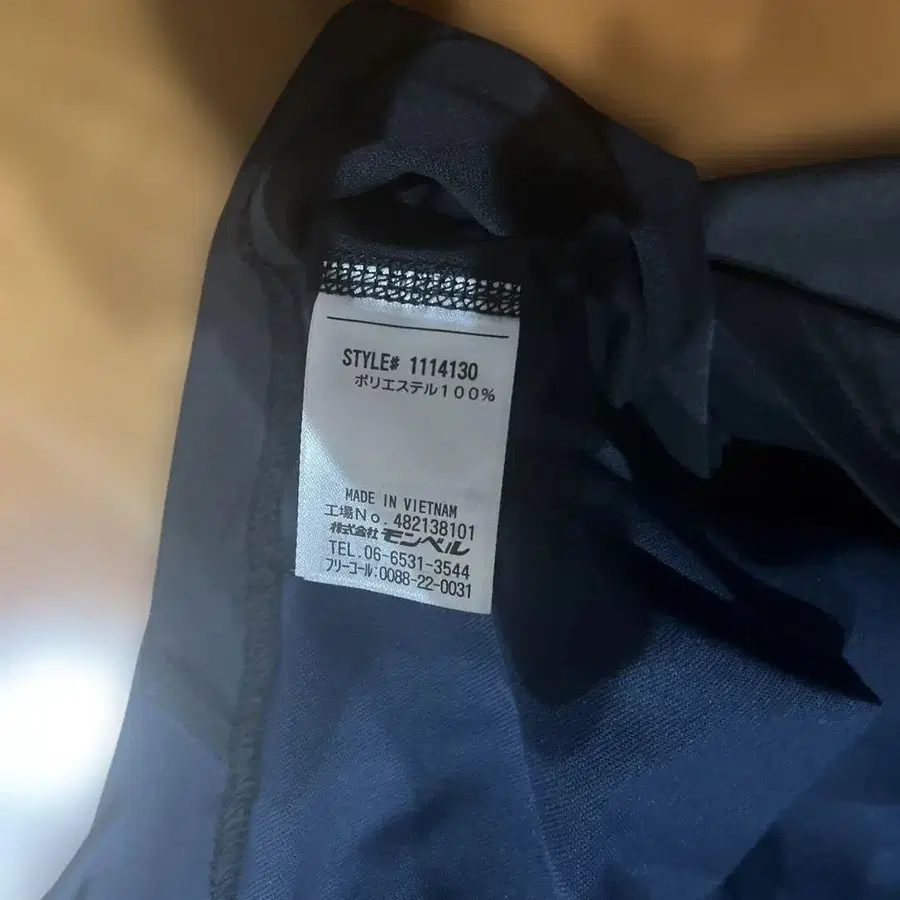 STYLE# 1114130
ポリエステル100%
MADE IN VIETNAM
工場No. 482138101
株式会社 モンベル
TEL.06-6531-3544
フリーコール:0088-22-0031